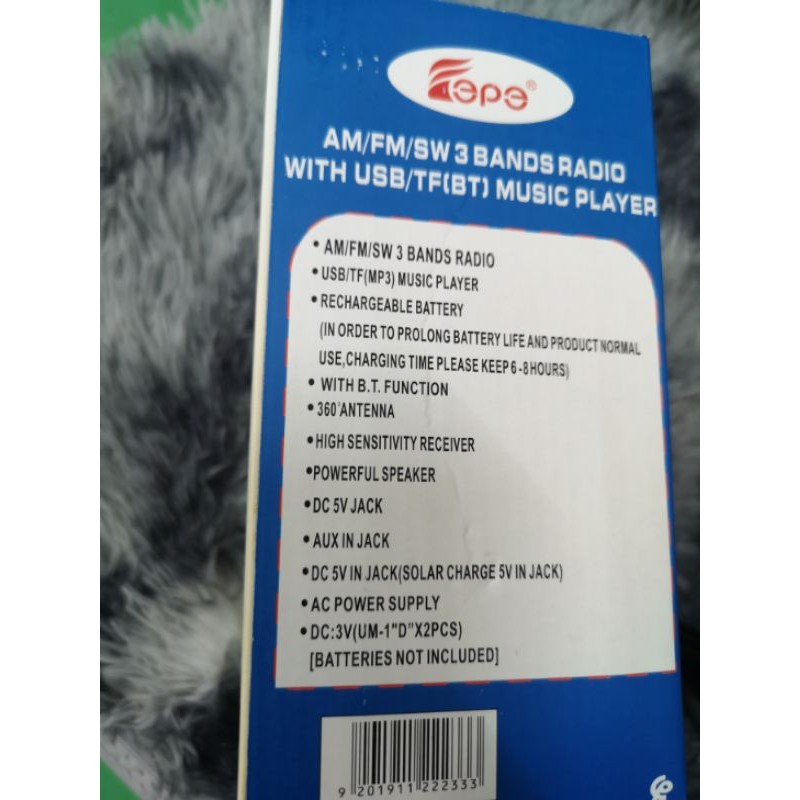 epe®
AM/FM/SW 3 BANDS RADIO
WITH USB/TF(BT) MUSIC PLAYER
• AM/FM/SW 3 BANDS RADIO
• USB/TF(MP3) MUSIC PLAYER
• RECHARGEABLE BATTERY
(IN ORDER TO PROLONG BATTERY LIFE AND PRODUCT NORMAL
USE,CHARGING TIME PLEASE KEEP 6-8HOURS)
• WITH B.T. FUNCTION
• 360°ANTENNA
• HIGH SENSITIVITY RECEIVER
• POWERFUL SPEAKER
• DC 5V JACK
• AUX IN JACK
• DC 5V IN JACK(SOLAR CHARGE 5V IN JACK)
• AC POWER SUPPLY
• DC:3V(UM-1"D"X2PCS)
[BATTERIES NOT INCLUDED]
9 201911 222333